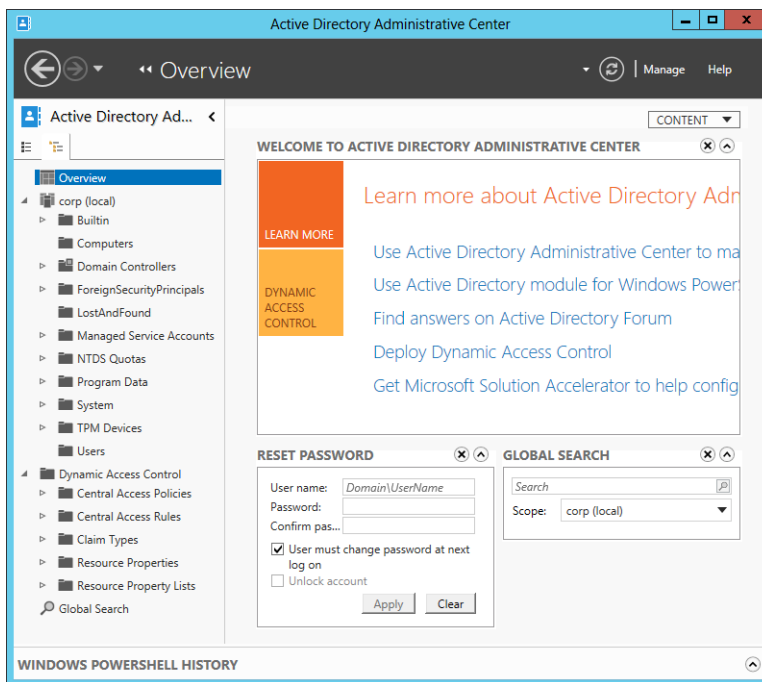 Active Directory Administrative Center
Overview
Manage
Help
Active Directory Ad...
Overview
corp (local)
Builtin
Computers
Domain Controllers
ForeignSecurityPrincipals
LostAndFound
Managed Service Accounts
NTDS Quotas
Program Data
System
TPM Devices
Users
Dynamic Access Control
Central Access Policies
Central Access Rules
Claim Types
Resource Properties
Resource Property Lists
Global Search
CONTENT
WELCOME TO ACTIVE DIRECTORY ADMINISTRATIVE CENTER
LEARN MORE
DYNAMIC
ACCESS
CONTROL
Learn more about Active Directory Adr
Use Active Directory Administrative Center to ma
Use Active Directory module for Windows Power
Find answers on Active Directory Forum
Deploy Dynamic Access Control
Get Microsoft Solution Accelerator to help config
RESET PASSWORD
User name: Domain\UserName
Password:
Confirm pas...
User must change password at next
log on
Unlock account
Apply
Clear
GLOBAL SEARCH
Search
Scope: corp (local)
WINDOWS POWERSHELL HISTORY